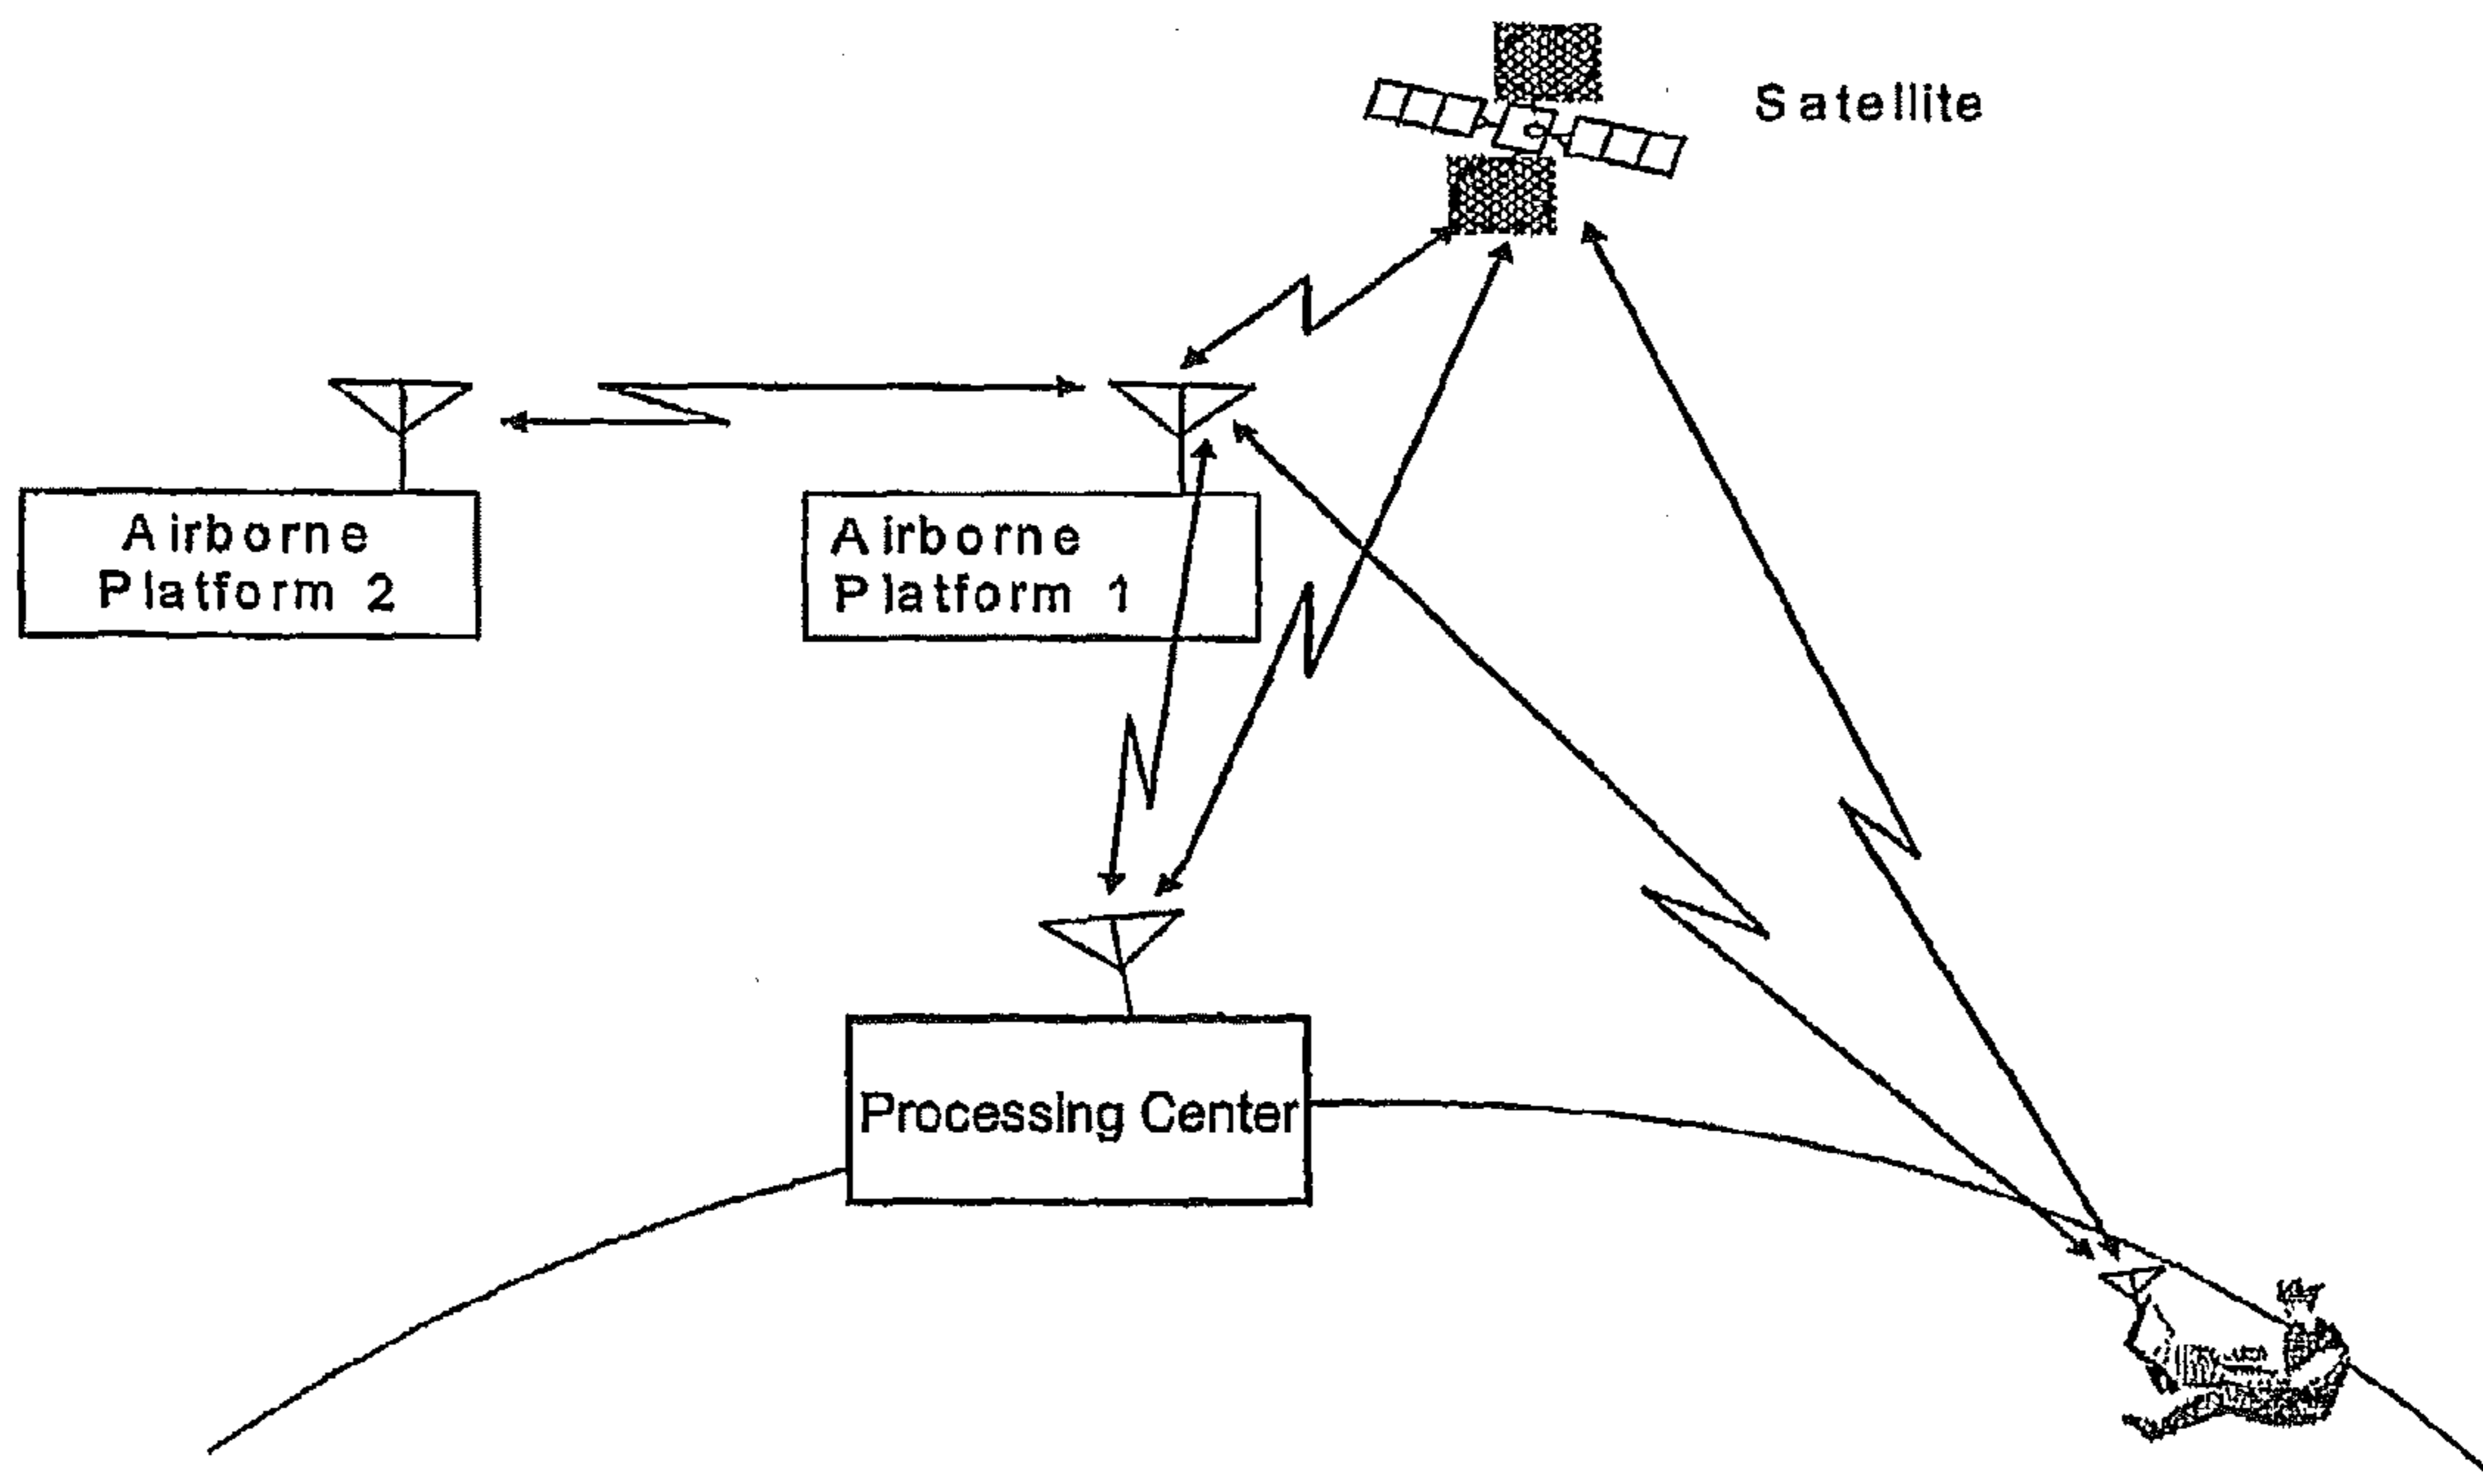 Satellite
Airborne
Platform 2
Airborne
Platform 1
Processing Center